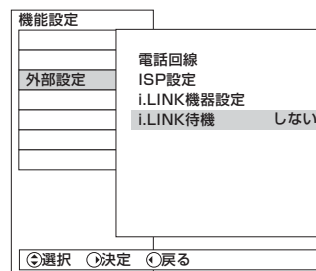 機能設定
外部設定
電話回線
ISP設定
i.LINK機器設定
i.LINK待機 しない
選択 決定 戻る